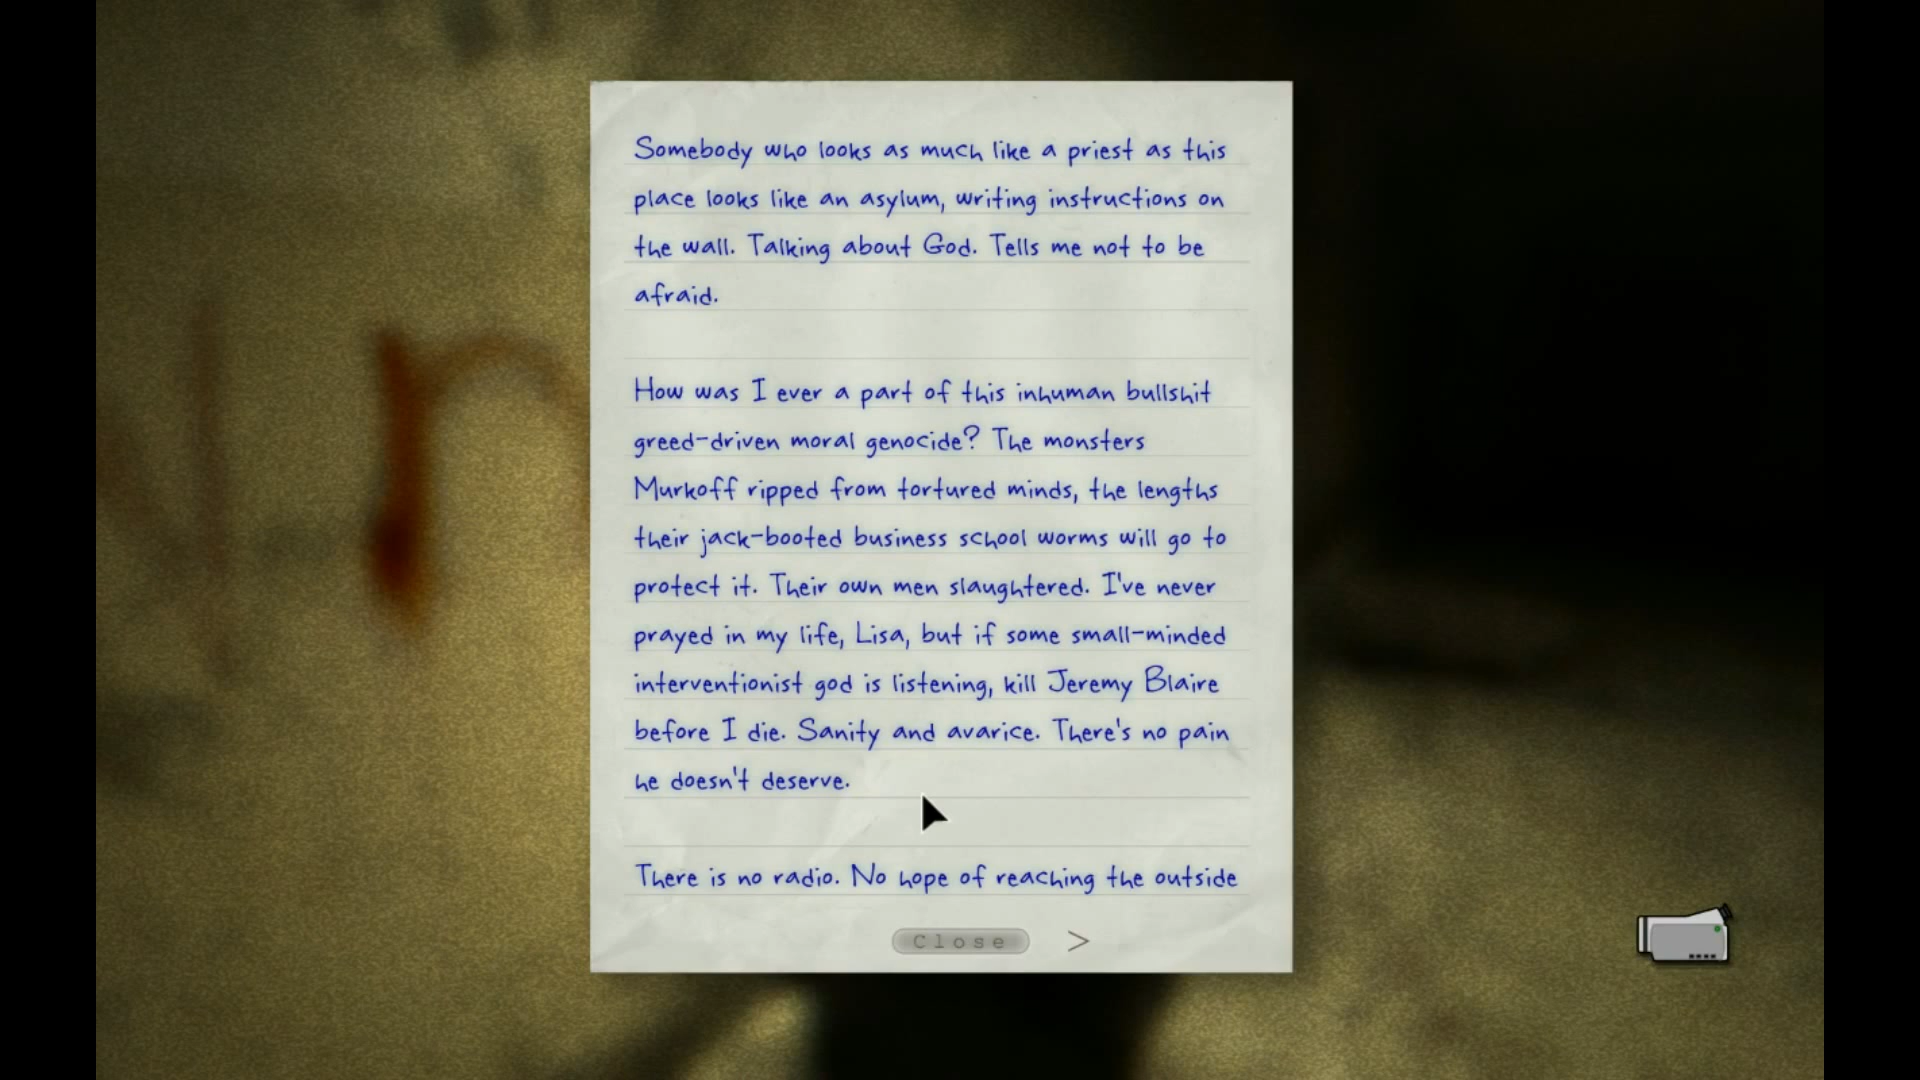 Somebody who looks as much like a priest as this
place looks like an asylum, writing instructions on
the wall. Talking about God. Tells me not to be
afraid.
How was I ever a part of this inhuman bullshit
greed-driven moral genocide? The monsters
Murkoff ripped from tortured minds, the lengths
their jack-booted business school worms will go to
protect it. Their own men slaughtered. I've never
prayed in my life, Lisa, but if some small-minded
interventionist god is listening, kill Jeremy Blaire
before I die. Sanity and avarice. There's no pain
he doesn't deserve.
There is no radio. No hope of reaching the outside
Close >